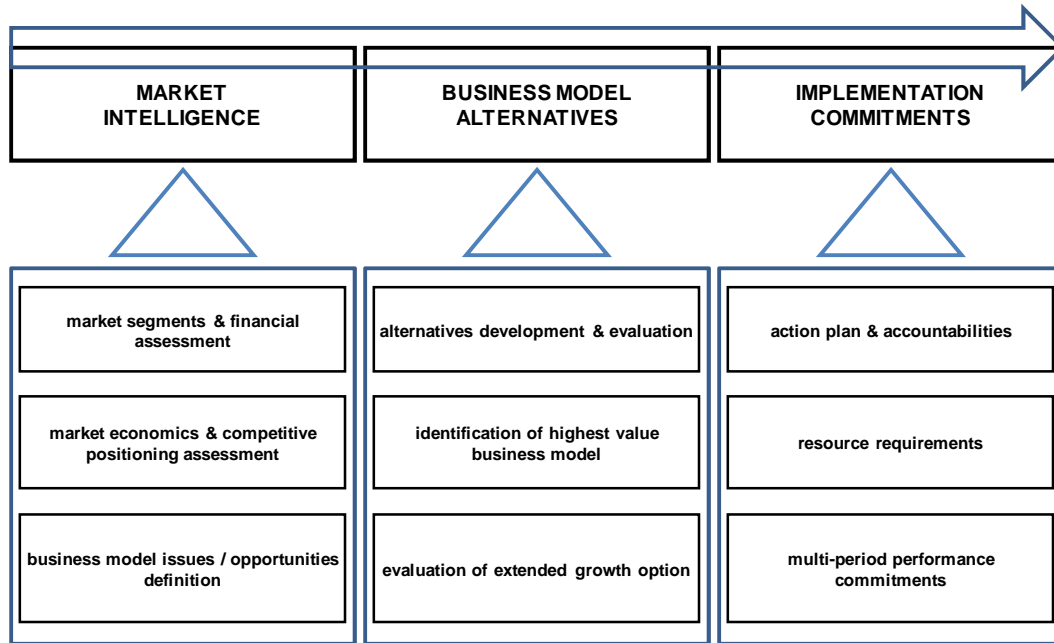 MARKET
INTELLIGENCE
BUSINESS MODEL
ALTERNATIVES
IMPLEMENTATION
COMMITMENTS
market segments & financial
assessment
market economics & competitive
positioning assessment
business model issues / opportunities
definition
alternatives development & evaluation
identification of highest value
business model
evaluation of extended growth option
action plan & accountabilities
resource requirements
multi-period performance
commitments